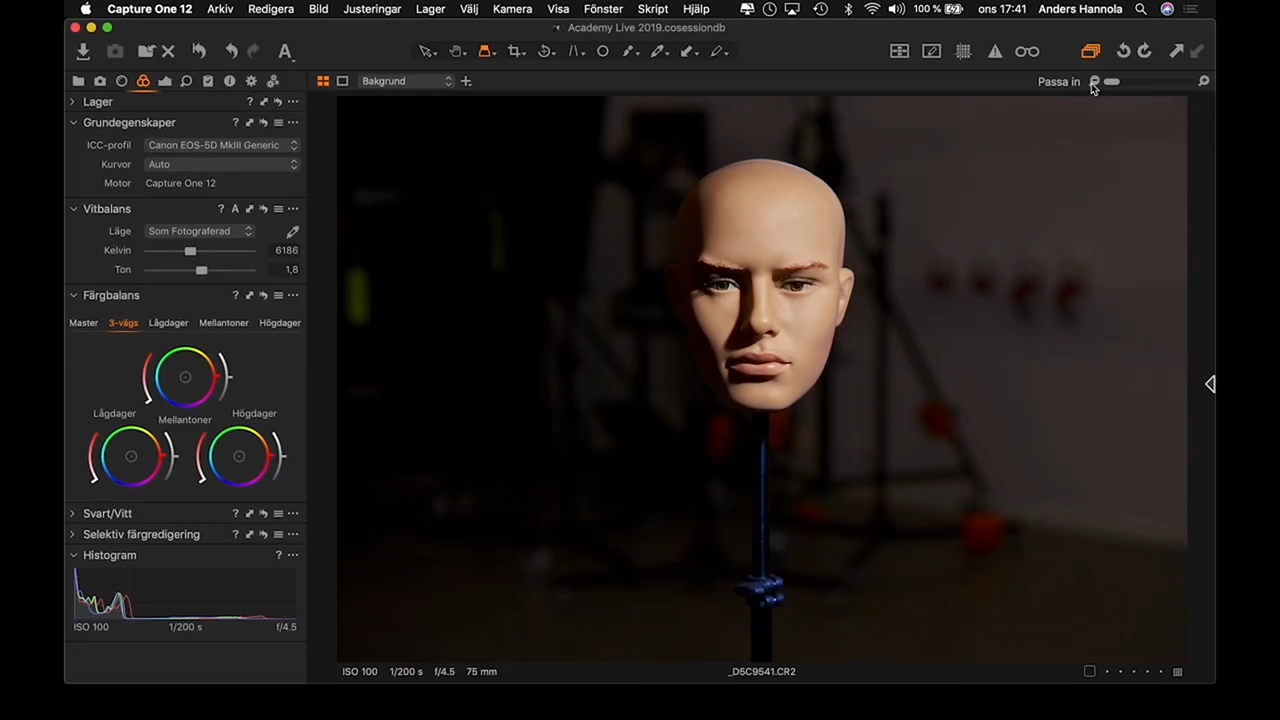 Capture One 12 Arkiv Redigera Bild Justeringar Lager Välj Kamera Visa Fönster Skript Hjälp 100 % ons 17:41 Anders Hannola
Academy Live 2019.cosessiondb
Bakgrund Passa in
Lager
Grundegenskaper
ICC-profil Canon EOS-5D MkIII Generic
Kurvor Auto
Motor Capture One 12
Vitbalans
Läge Som Fotograferad
Kelvin 6186
Ton 1,8
Färgbalans
Master 3-vägs Lågdager Mellantoner Högdager
Lågdager Högdager
Mellantoner
Svart/Vitt
Selektiv färgredigering
Histogram
ISO 100 1/200 s f/4.5
ISO 100 1/200 s f/4.5 75 mm _D5C9541.CR2